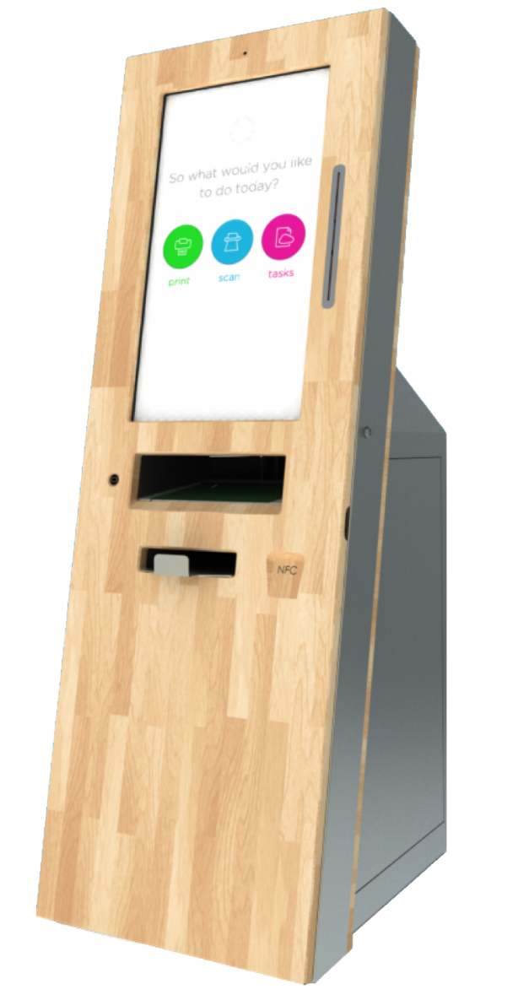 So what would you like
to do today?
print
scan
tasks
NFC